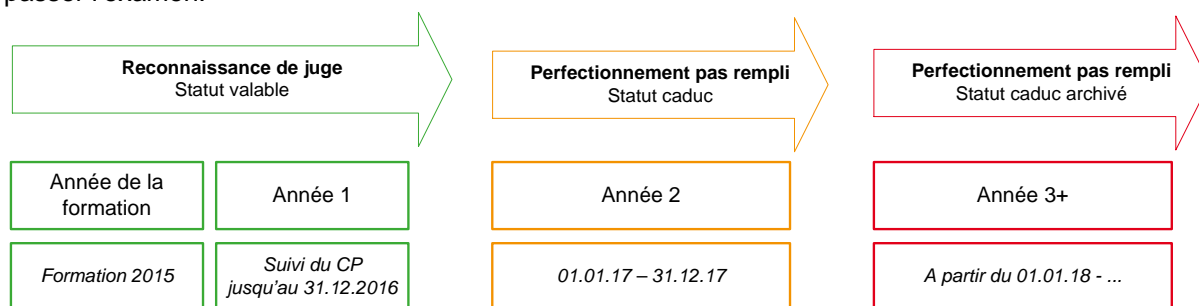 passer l'examen.
Reconnaissance de juge
Statut valable
Perfectionnement pas rempli
Statut caduc
Perfectionnement pas rempli
Statut caduc archivé
Année de la
formation
Année 1
Année 2
Année 3+
Formation 2015
Suivi du CP
jusqu'au 31.12.2016
01.01.17 – 31.12.17
A partir du 01.01.18 - ...